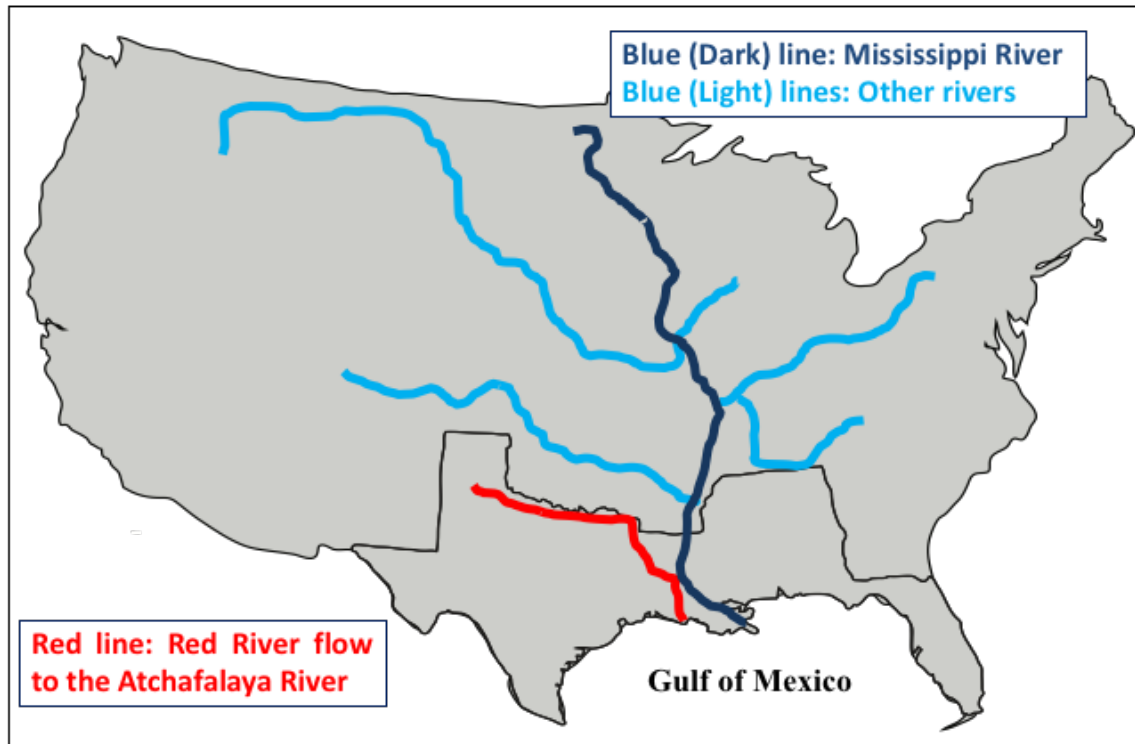 Blue (Dark) line: Mississippi River
Blue (Light) lines: Other rivers
Red line: Red River flow
to the Atchafalaya River
Gulf of Mexico